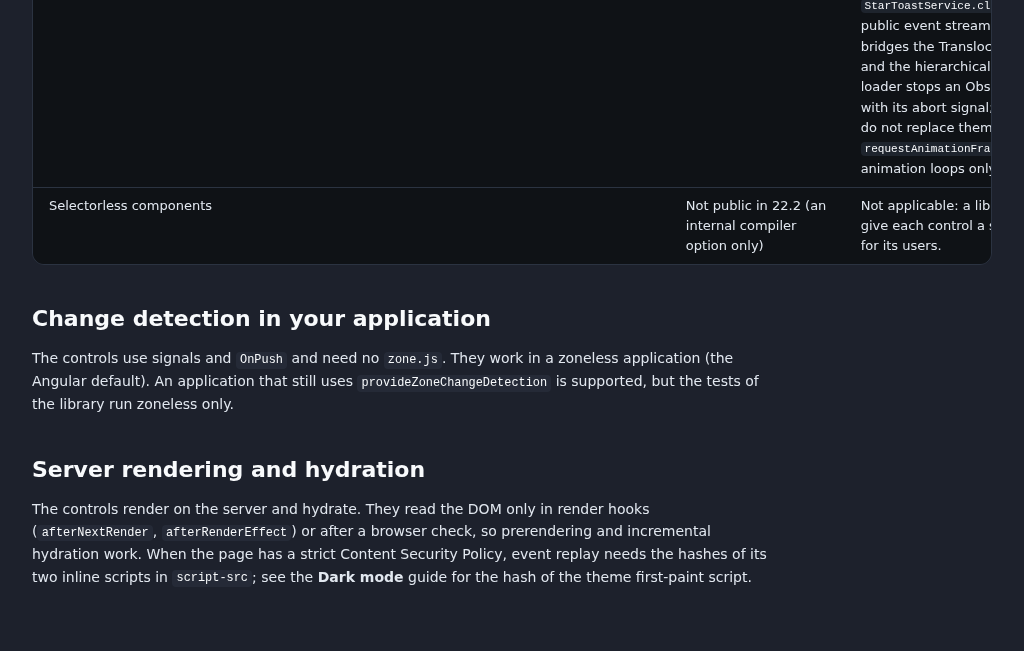 StarToastService.cl
public event stream
bridges the Transloc
and the hierarchical
loader stops an Obs
with its abort signal,
do not replace them
requestAnimationFra
animation loops only
Selectorless components
Not public in 22.2 (an
internal compiler
option only)
Not applicable: a lib
give each control a s
for its users.
Change detection in your application
The controls use signals and OnPush and need no zone.js. They work in a zoneless application (the
Angular default). An application that still uses provideZoneChangeDetection is supported, but the tests of
the library run zoneless only.
Server rendering and hydration
The controls render on the server and hydrate. They read the DOM only in render hooks
(afterNextRender, afterRenderEffect) or after a browser check, so prerendering and incremental
hydration work. When the page has a strict Content Security Policy, event replay needs the hashes of its
two inline scripts in script-src; see the Dark mode guide for the hash of the theme first-paint script.